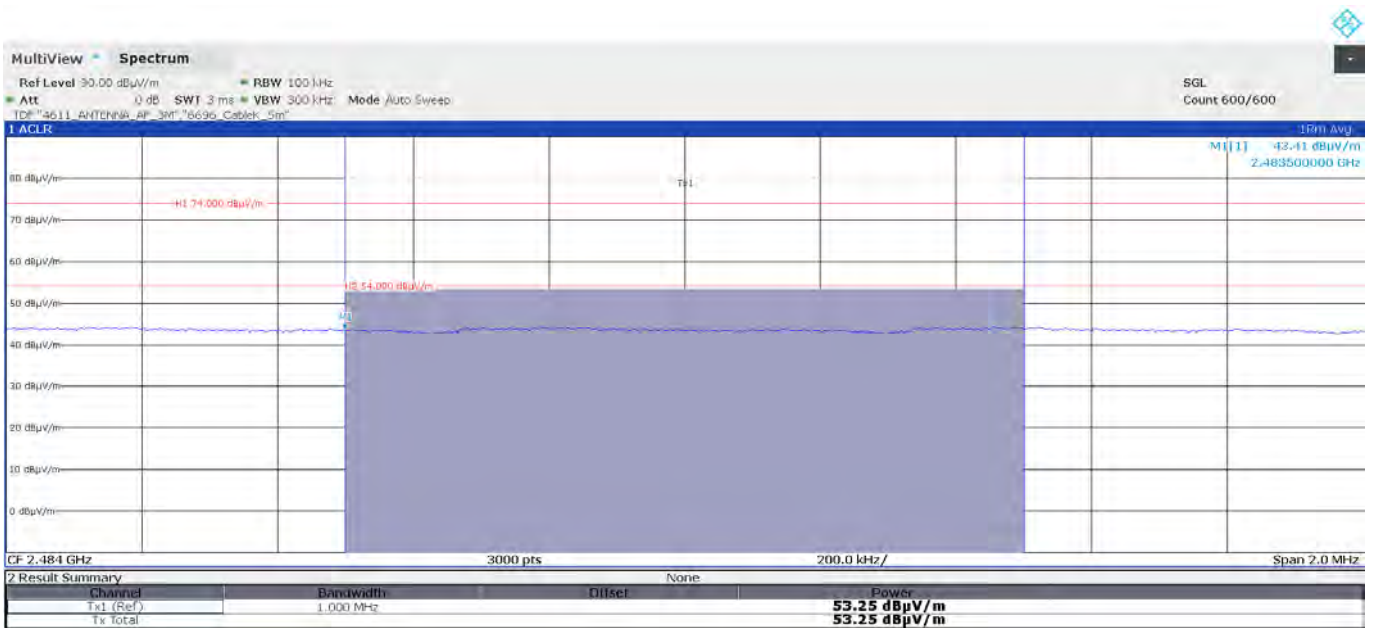 MultiView Spectrum
Ref Level 90.00 dBµV/m RBW 100 kHz SGL
Att 0 dB SWT 3 ms VBW 300 kHz Mode Auto Sweep Count 600/600
TDF "4611_ANTENNA_AF_3M","6696_CableK_5m"
1 ACLR 1Rm Avg
M1[1] 43.41 dBµV/m
2.483500000 GHz
80 dBµV/m
Tx1
H1 74.000 dBµV/m
70 dBµV/m
60 dBµV/m
H2 54.000 dBµV/m
50 dBµV/m
M1
40 dBµV/m
30 dBµV/m
20 dBµV/m
10 dBµV/m
0 dBµV/m
CF 2.484 GHz 3000 pts 200.0 kHz/ Span 2.0 MHz
2 Result Summary None
Channel Bandwidth Offset Power
Tx1 (Ref) 1.000 MHz 53.25 dBµV/m
Tx Total 53.25 dBµV/m